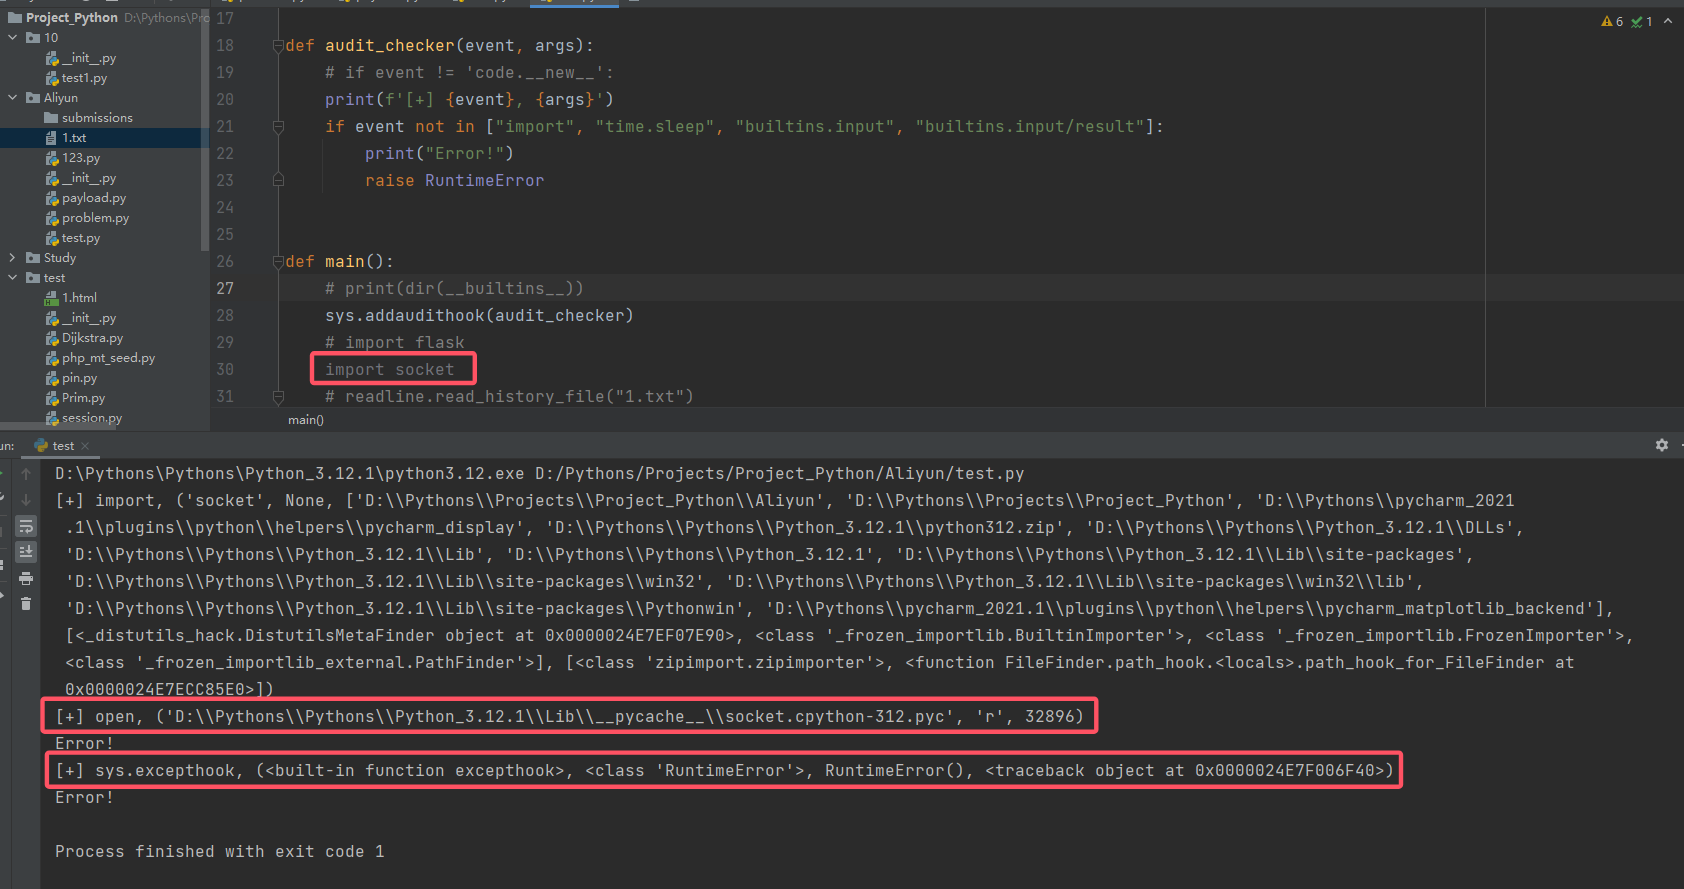 Project_Python D:\Pythons\Pro
10
__init__.py
test1.py
Aliyun
submissions
1.txt
123.py
__init__.py
payload.py
problem.py
test.py
Study
test
1.html
__init__.py
Dijkstra.py
php_mt_seed.py
pin.py
Prim.py
session.py
6 1
17
18 def audit_checker(event, args):
19 # if event != 'code.__new__':
20 print(f'[+] {event}, {args}')
21 if event not in ["import", "time.sleep", "builtins.input", "builtins.input/result"]:
22 print("Error!")
23 raise RuntimeError
24
25
26 def main():
27 # print(dir(__builtins__))
28 sys.addaudithook(audit_checker)
29 # import flask
30 import socket
31 # readline.read_history_file("1.txt")
main()
un: test
D:\Pythons\Pythons\Python_3.12.1\python3.12.exe D:/Pythons/Projects/Project_Python/Aliyun/test.py
[+] import, ('socket', None, ['D:\\Pythons\\Projects\\Project_Python\\Aliyun', 'D:\\Pythons\\Projects\\Project_Python', 'D:\\Pythons\\pycharm_2021
.1\\plugins\\python\\helpers\\pycharm_display', 'D:\\Pythons\\Pythons\\Python_3.12.1\\python312.zip', 'D:\\Pythons\\Pythons\\Python_3.12.1\\DLLs',
'D:\\Pythons\\Pythons\\Python_3.12.1\\Lib', 'D:\\Pythons\\Pythons\\Python_3.12.1', 'D:\\Pythons\\Pythons\\Python_3.12.1\\Lib\\site-packages',
'D:\\Pythons\\Pythons\\Python_3.12.1\\Lib\\site-packages\\win32', 'D:\\Pythons\\Pythons\\Python_3.12.1\\Lib\\site-packages\\win32\\lib',
'D:\\Pythons\\Pythons\\Python_3.12.1\\Lib\\site-packages\\Pythonwin', 'D:\\Pythons\\pycharm_2021.1\\plugins\\python\\helpers\\pycharm_matplotlib_backend'],
[<_distutils_hack.DistutilsMetaFinder object at 0x0000024E7EF07E90>, <class '_frozen_importlib.BuiltinImporter'>, <class '_frozen_importlib.FrozenImporter'>,
<class '_frozen_importlib_external.PathFinder'>], [<class 'zipimport.zipimporter'>, <function FileFinder.path_hook.<locals>.path_hook_for_FileFinder at
0x0000024E7ECC85E0>])
[+] open, ('D:\\Pythons\\Pythons\\Python_3.12.1\\Lib\\__pycache__\\socket.cpython-312.pyc', 'r', 32896)
Error!
[+] sys.excepthook, (<built-in function excepthook>, <class 'RuntimeError'>, RuntimeError(), <traceback object at 0x0000024E7F006F40>)
Error!
Process finished with exit code 1